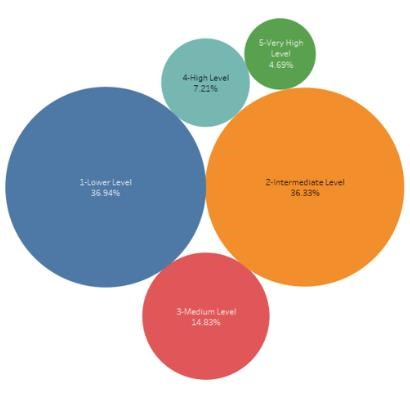 5-Very High
Level
4.69%
4-High Level
7.21%
1-Lower Level
36.94%
2-Intermediate Level
36.33%
3-Medium Level
14.83%